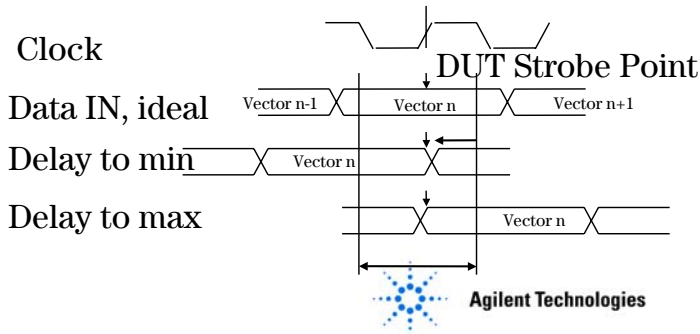 Clock
DUT Strobe Point
Data IN, ideal Vector n-1 Vector n Vector n+1
Delay to min Vector n
Delay to max Vector n
Agilent Technologies